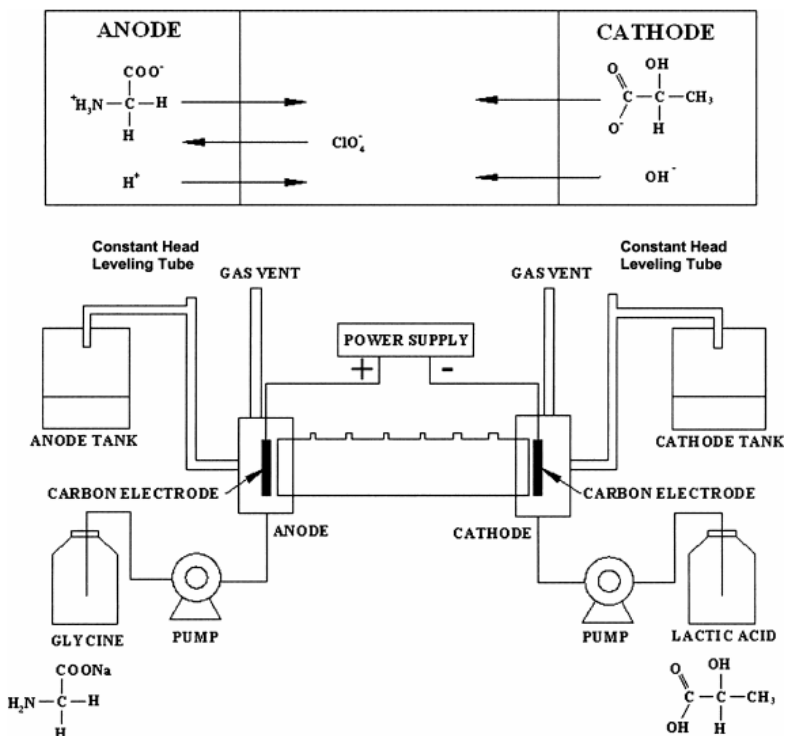 ANODE
CATHODE
COO⁻
⁺H₃N—C—H
H
ClO₄⁻
H⁺
O OH
C—C—CH₃
O⁻ H
OH⁻
Constant Head
Leveling Tube
GAS VENT
GAS VENT
Constant Head
Leveling Tube
POWER SUPPLY
+ -
ANODE TANK
CATHODE TANK
CARBON ELECTRODE
CARBON ELECTRODE
ANODE
CATHODE
GLYCINE
PUMP
PUMP
LACTIC ACID
COONa
H₂N—C—H
H
O OH
C—C—CH₃
OH H